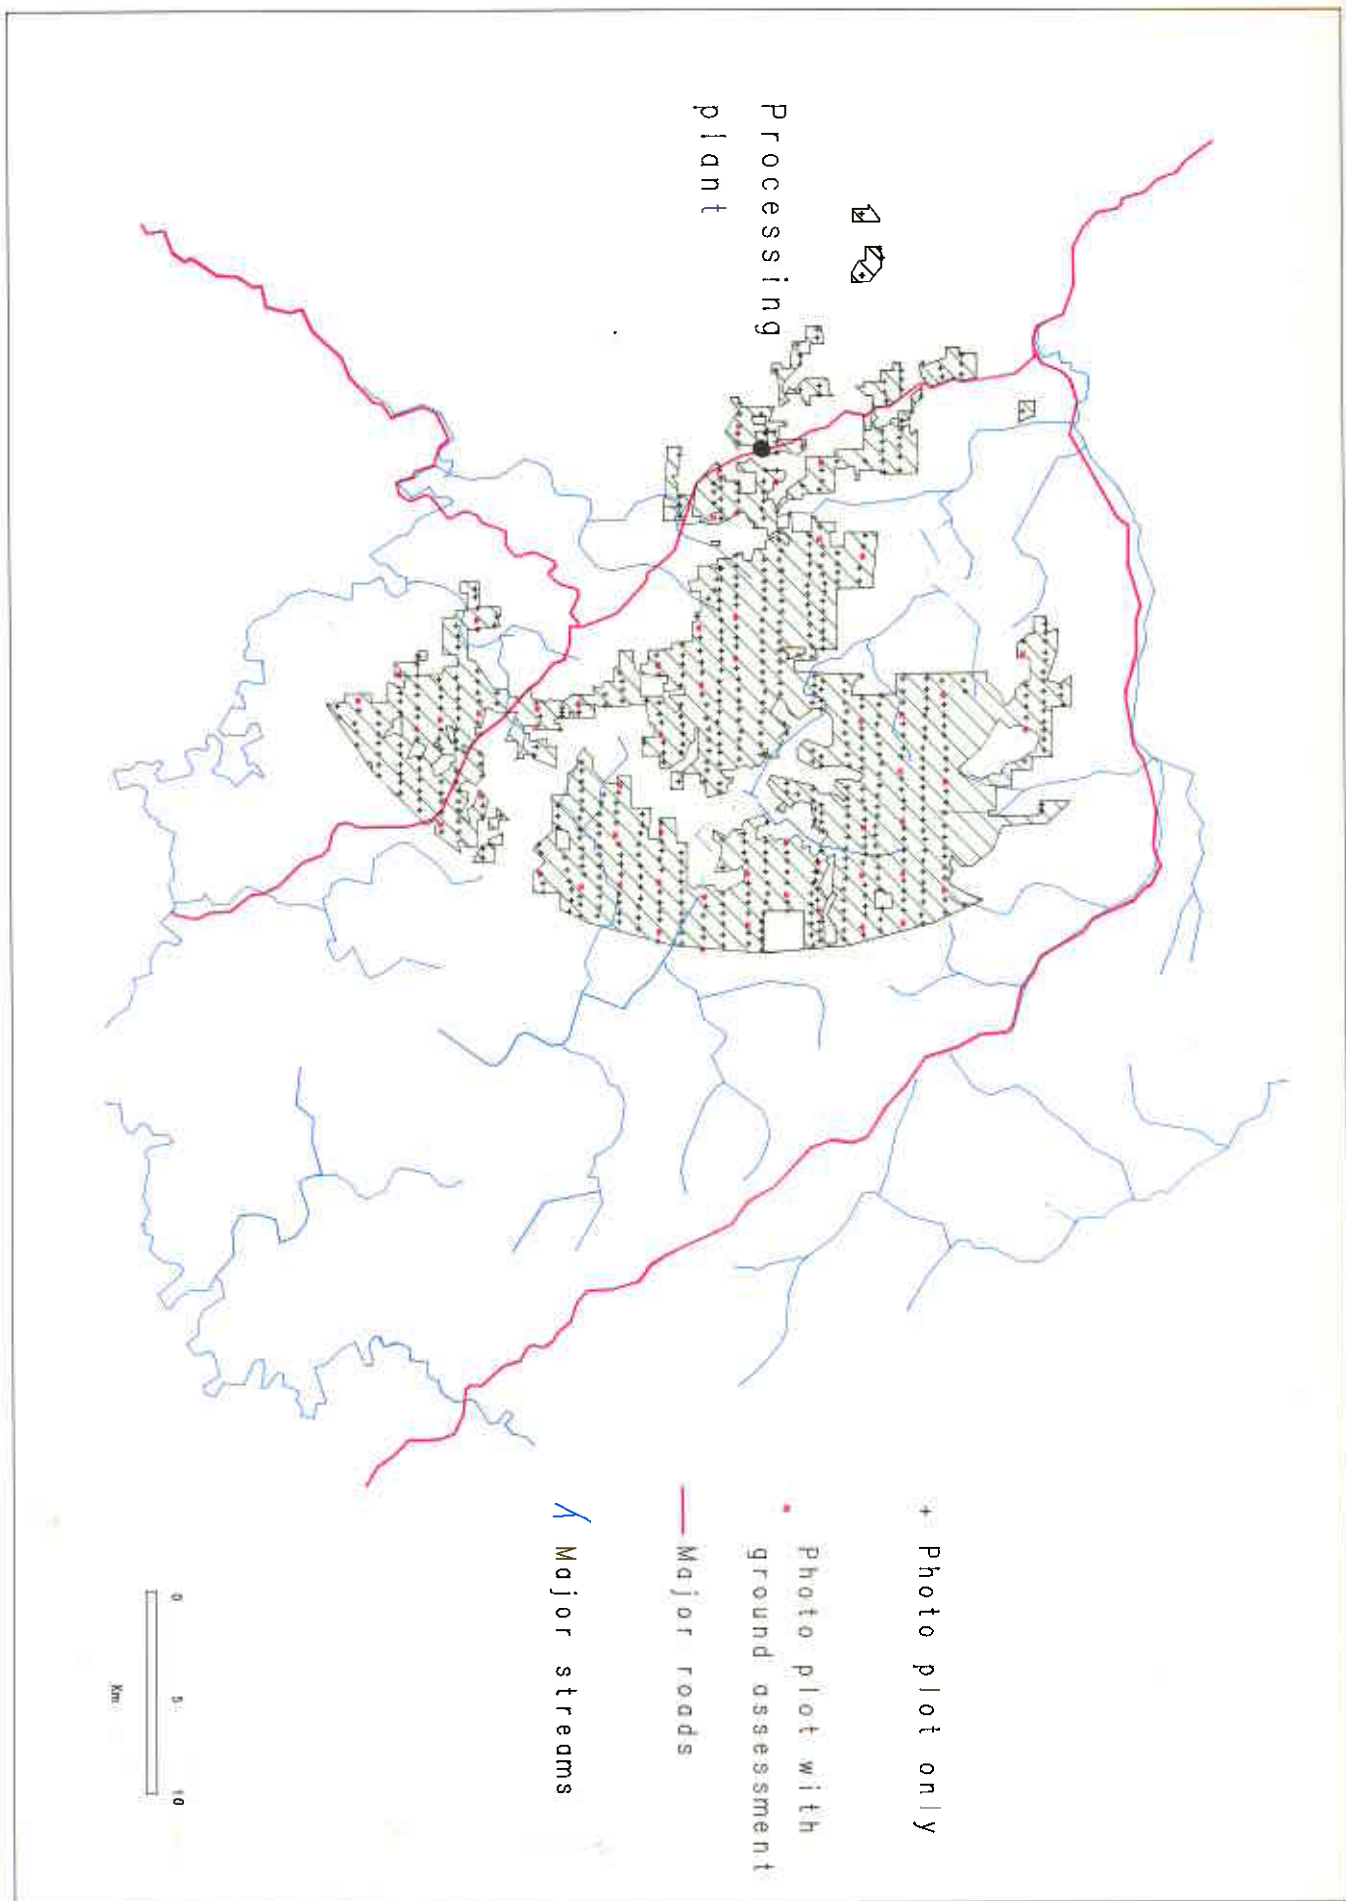 Processing
plant
+ Photo plot only
Photo plot with
ground assessment
Major roads
Major streams
0 5 10
Km